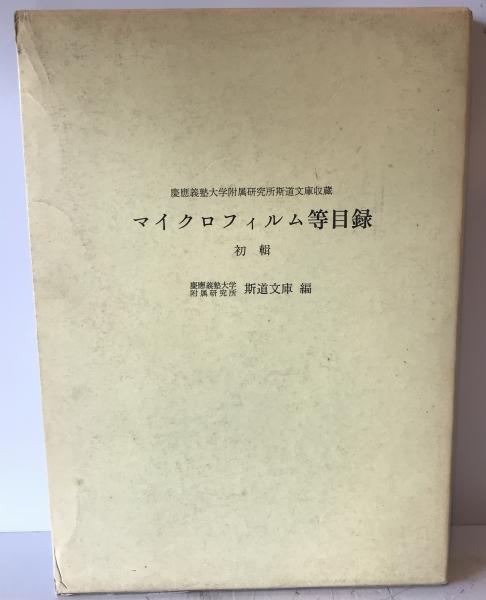 慶應義塾大学附属研究所斯道文庫収蔵
マイクロフィルム等目録
初輯
慶應義塾大学
附属研究所 斯道文庫 編